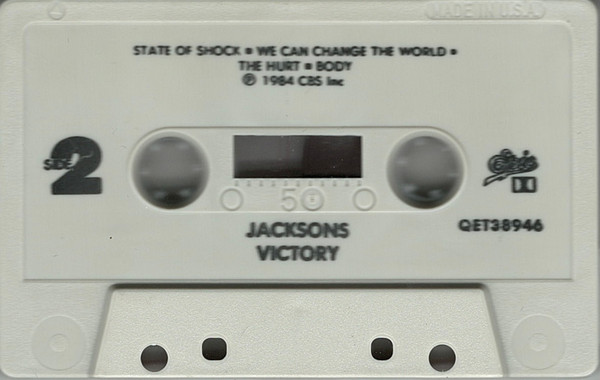 MADE IN U.S.A.
STATE OF SHOCK • WE CAN CHANGE THE WORLD •
THE HURT • BODY
℗ 1984 CBS Inc
SIDE 2
Epic
50
JACKSONS
VICTORY
QET38946